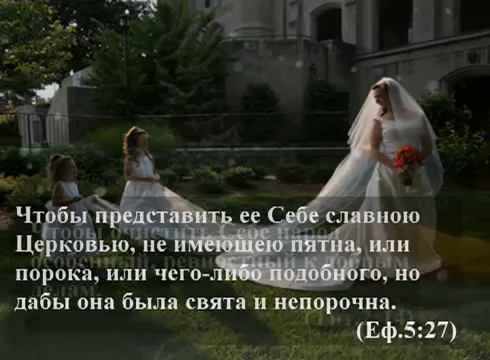 Чтобы представить ее Себе славною
Церковью, не имеющею пятна, или
порока, или чего-либо подобного, но
дабы она была свята и непорочна.
(Еф.5:27)